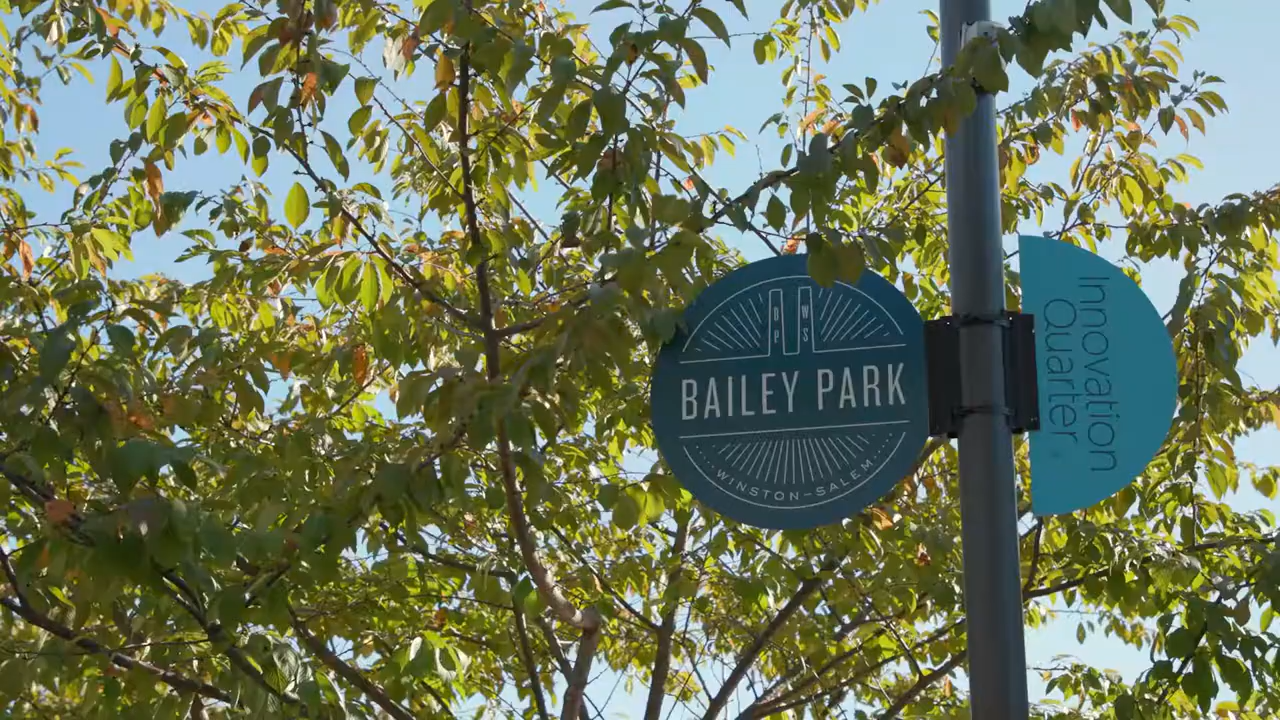 BP WS
BAILEY PARK
WINSTON-SALEM
Innovation
Quarter